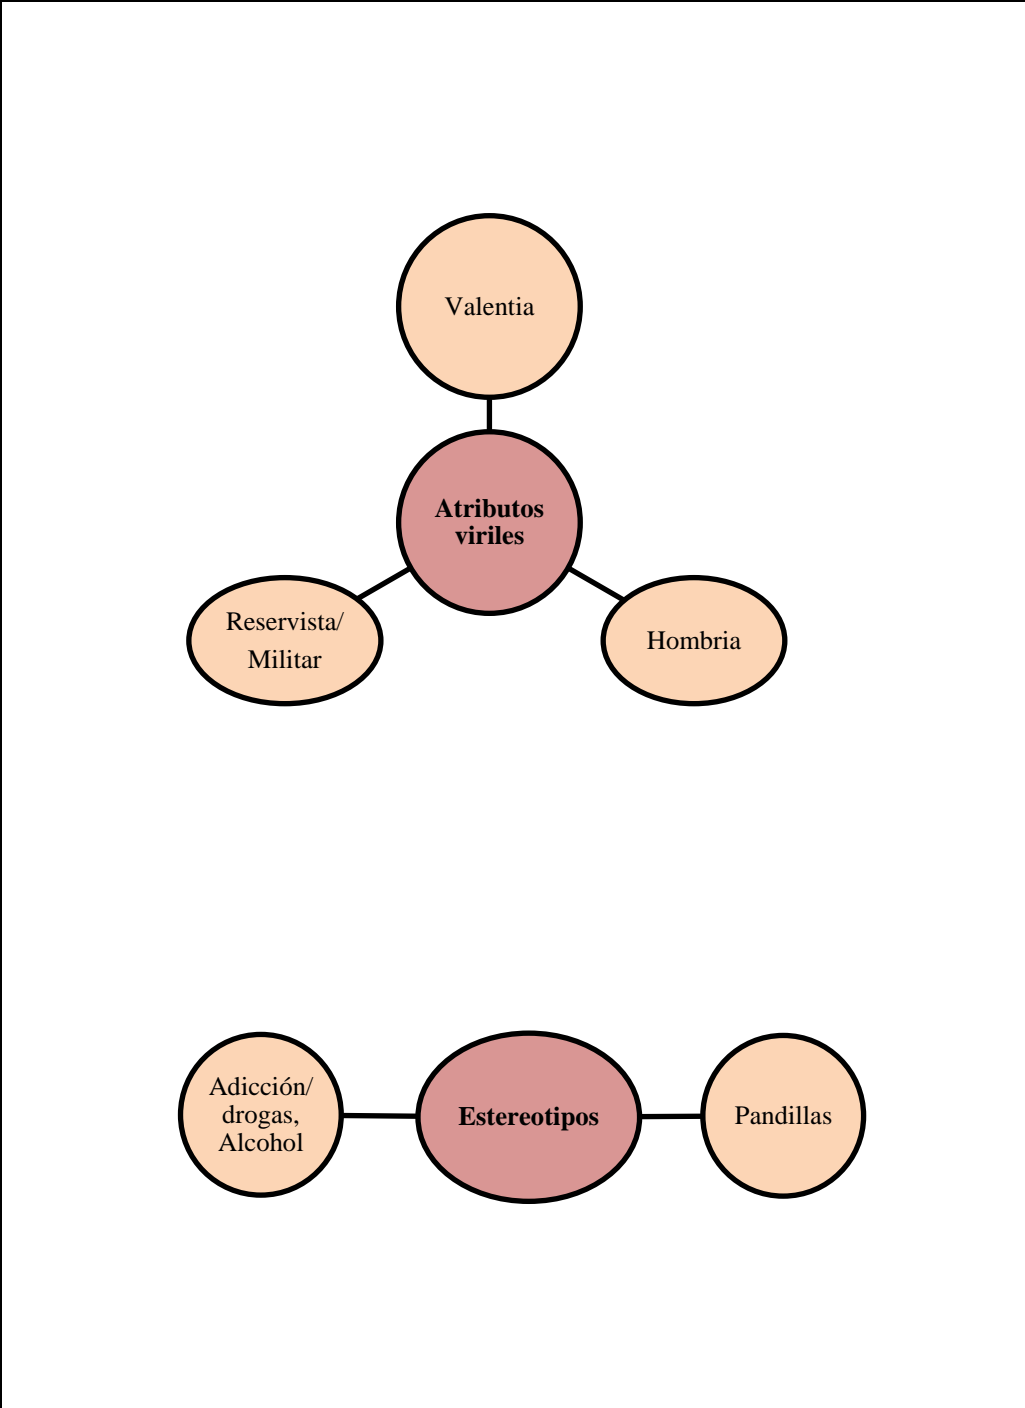 Valentia
Atributos
viriles
Reservista/
Militar
Hombria
Adicción/
drogas,
Alcohol
Estereotipos
Pandillas